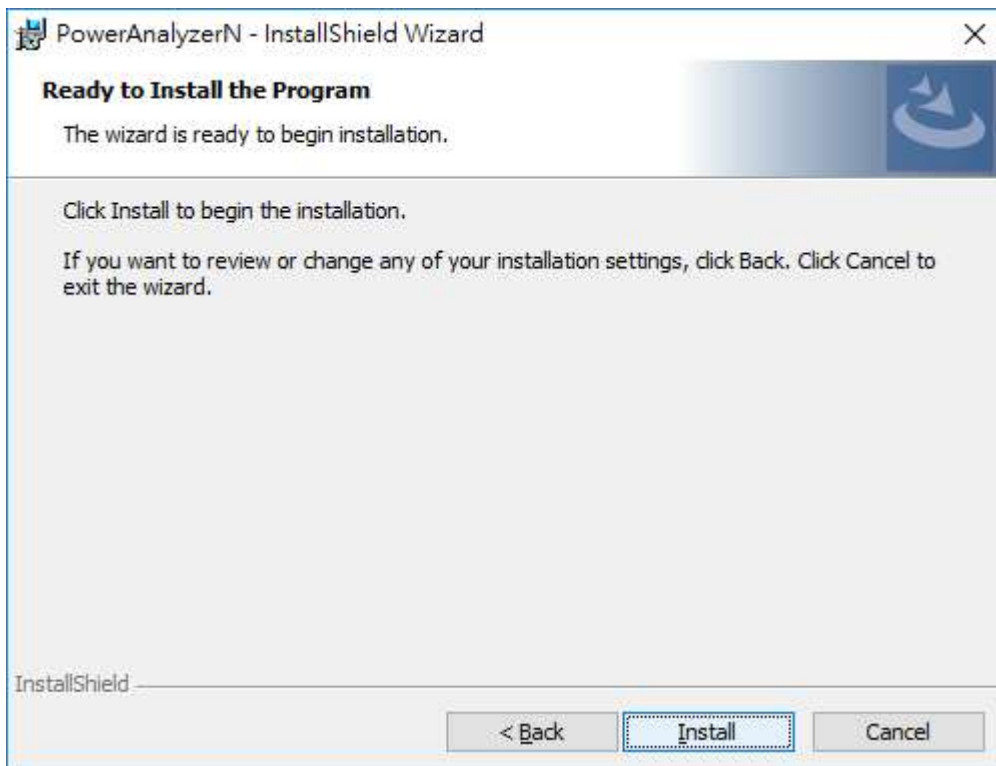 PowerAnalyzerN - InstallShield Wizard
Ready to Install the Program
The wizard is ready to begin installation.
Click Install to begin the installation.
If you want to review or change any of your installation settings, click Back. Click Cancel to
exit the wizard.
InstallShield
< Back
Install
Cancel